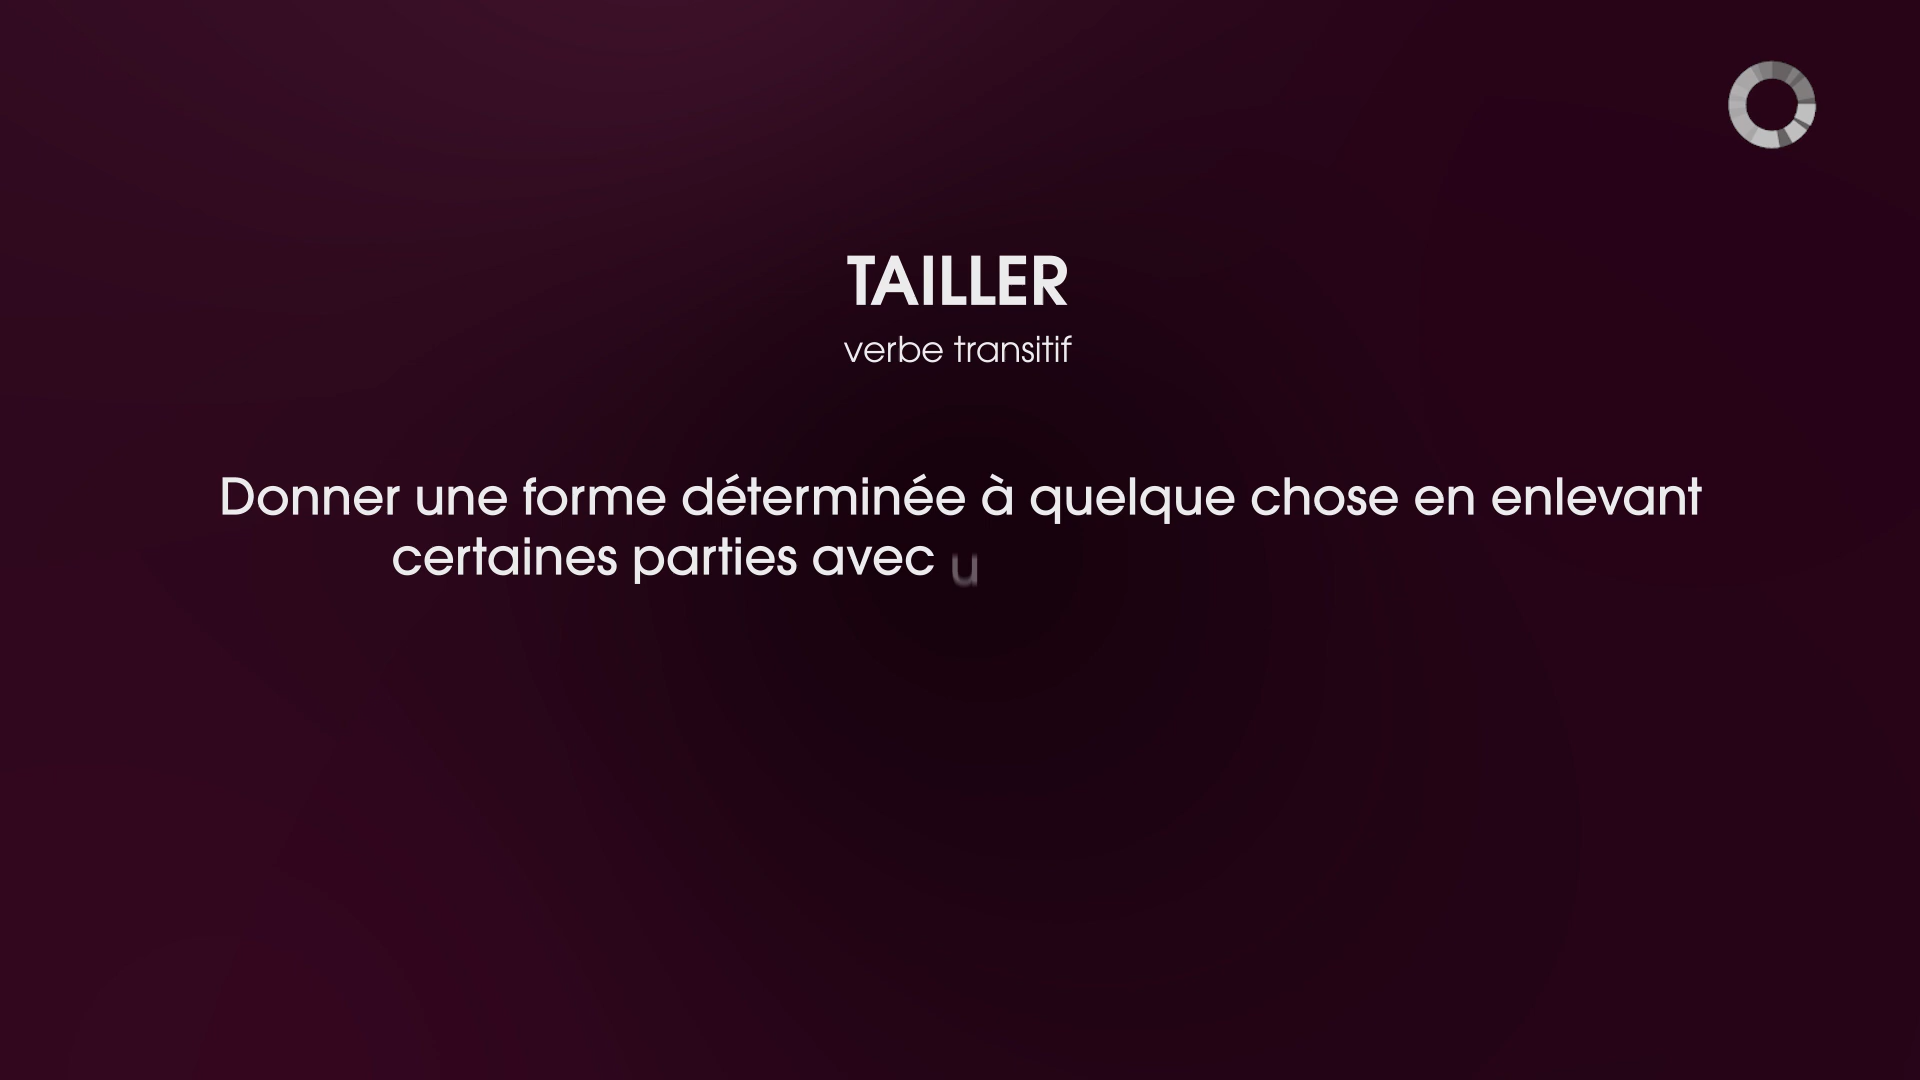 TAILLER
verbe transitif
Donner une forme déterminée à quelque chose en enlevant
certaines parties avec u